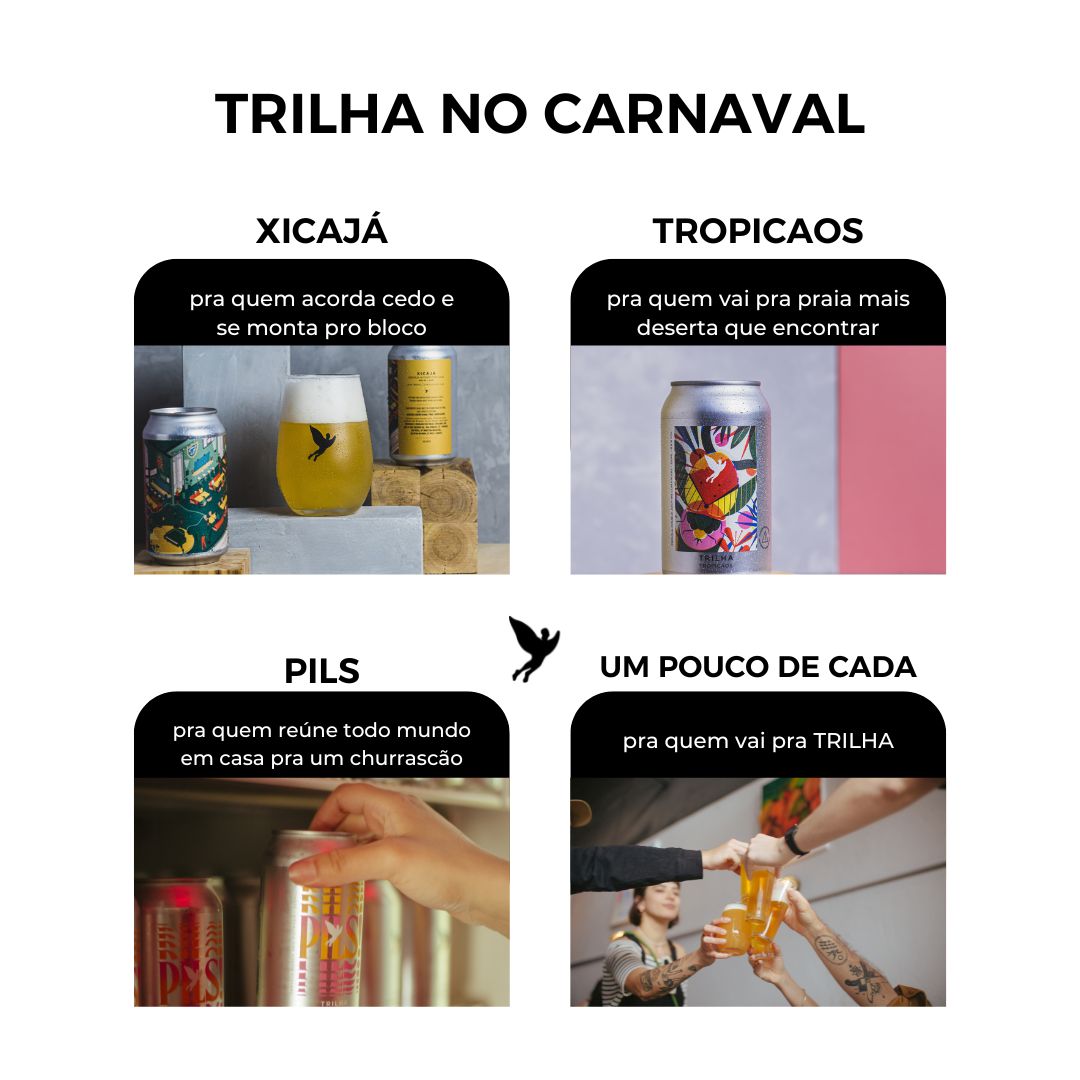 TRILHA NO CARNAVAL
XICAJÁ
pra quem acorda cedo e
se monta pro bloco
XICAJÁ
TROPICAOS
pra quem vai pra praia mais
deserta que encontrar
TRILHA
TROPICAOS
PILS
pra quem reúne todo mundo
em casa pra um churrascão
PILS
PILS
TRILHA
UM POUCO DE CADA
pra quem vai pra TRILHA